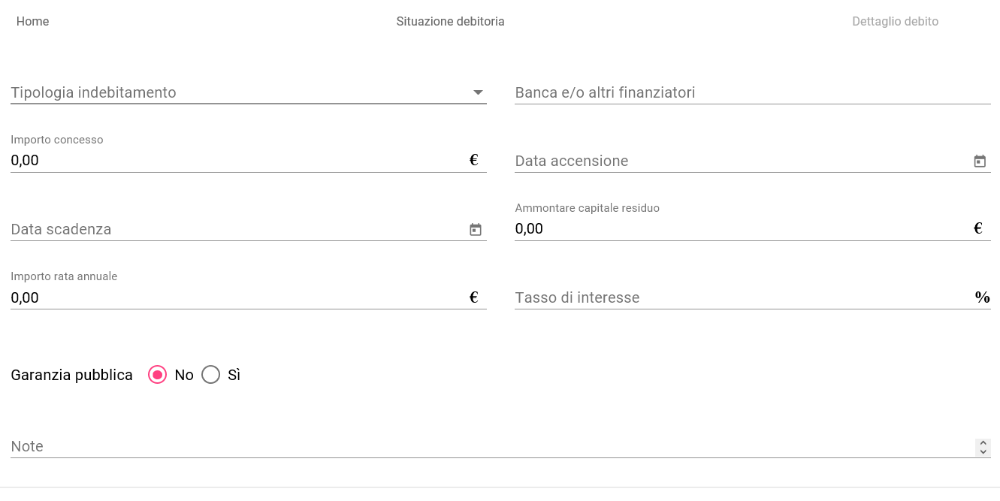 Home Situazione debitoria Dettaglio debito
Tipologia indebitamento Banca e/o altri finanziatori
Importo concesso
0,00 € Data accensione
Ammontare capitale residuo
Data scadenza 0,00 €
Importo rata annuale
0,00 € Tasso di interesse %
Garanzia pubblica No Sì
Note